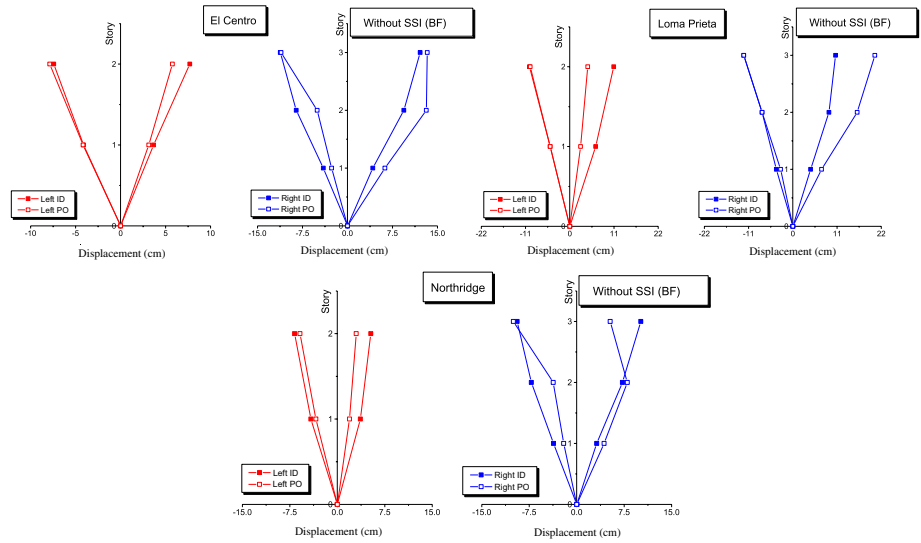 El Centro
Without SSI (BF)
Story
2
1
0
Left ID
Left PO
-10 -5 0 5 10
Displacement (cm)
3
2
1
0
Right ID
Right PO
-15.0 -7.5 0.0 7.5 15.0
Displacement (cm)
Loma Prieta
Without SSI (BF)
Story
2
1
0
Left ID
Left PO
-22 -11 0 11 22
Displacement (cm)
Story
3
2
1
0
Right ID
Right PO
-22 -11 0 11 22
Displacement (cm)
Northridge
Without SSI (BF)
Story
2
1
0
Left ID
Left PO
-15.0 -7.5 0.0 7.5 15.0
Displacement (cm)
Story
3
2
1
0
Right ID
Right PO
-15.0 -7.5 0.0 7.5 15.0
Displacement (cm)